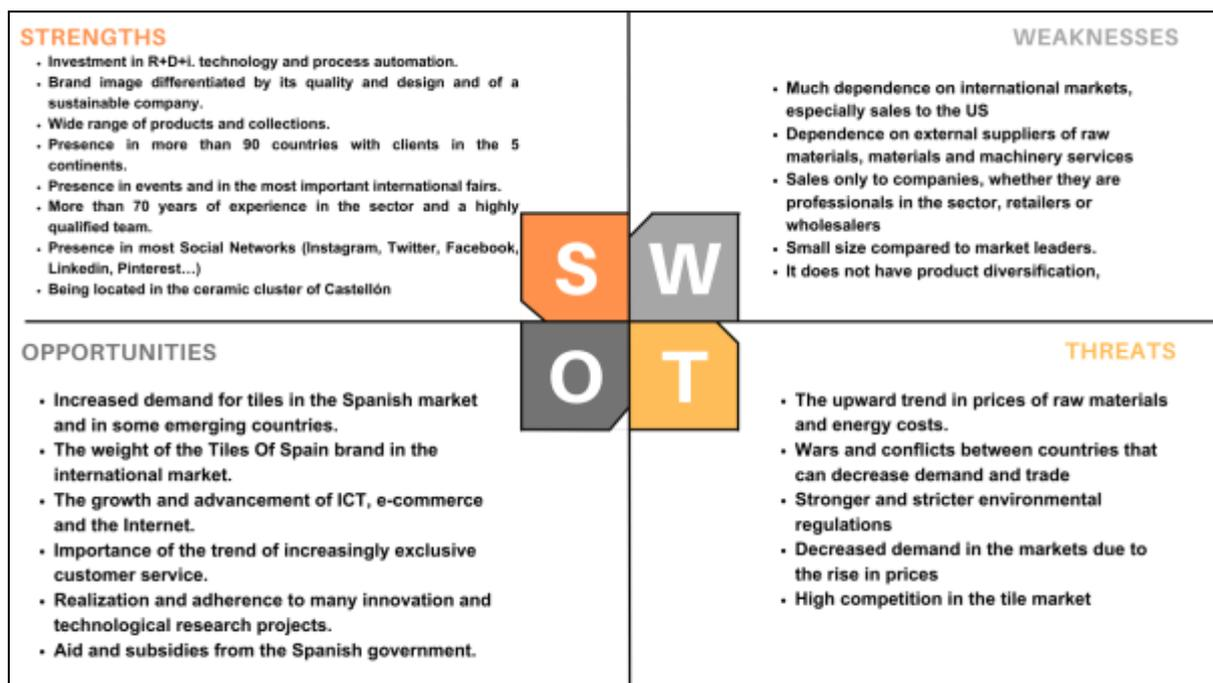 STRENGTHS
• Investment in R+D+i. technology and process automation.
• Brand image differentiated by its quality and design and of a
sustainable company.
• Wide range of products and collections.
• Presence in more than 90 countries with clients in the 5
continents.
• Presence in events and in the most important international fairs.
• More than 70 years of experience in the sector and a highly
qualified team.
• Presence in most Social Networks (Instagram, Twitter, Facebook,
Linkedin, Pinterest...)
• Being located in the ceramic cluster of Castellón
WEAKNESSES
• Much dependence on international markets,
especially sales to the US
• Dependence on external suppliers of raw
materials, materials and machinery services
• Sales only to companies, whether they are
professionals in the sector, retailers or
wholesalers
• Small size compared to market leaders.
• It does not have product diversification,
S
W
O
T
OPPORTUNITIES
• Increased demand for tiles in the Spanish market
and in some emerging countries.
• The weight of the Tiles Of Spain brand in the
international market.
• The growth and advancement of ICT, e-commerce
and the Internet.
• Importance of the trend of increasingly exclusive
customer service.
• Realization and adherence to many innovation and
technological research projects.
• Aid and subsidies from the Spanish government.
THREATS
• The upward trend in prices of raw materials
and energy costs.
• Wars and conflicts between countries that
can decrease demand and trade
• Stronger and stricter environmental
regulations
• Decreased demand in the markets due to
the rise in prices
• High competition in the tile market